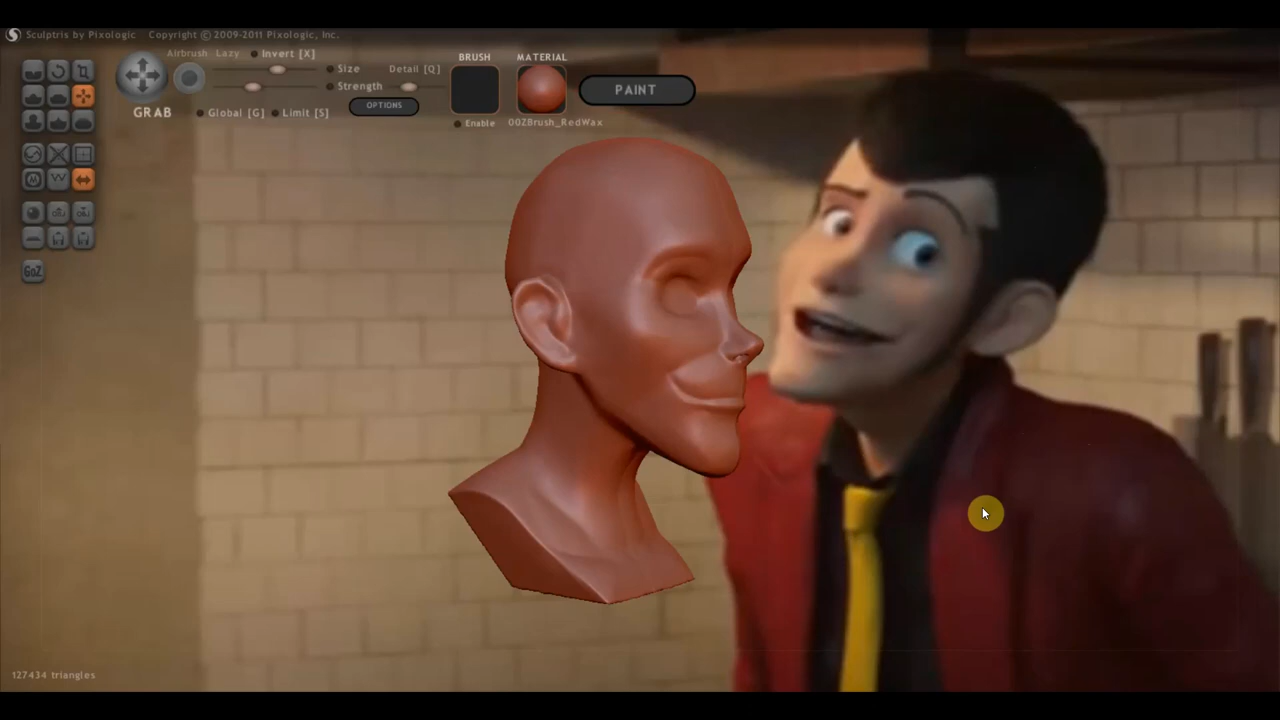 Sculptris by Pixologic Copyright © 2009-2011 Pixologic, Inc.
Airbrush Lazy Invert [X]
Size Detail [Q]
Strength
OPTIONS
GRAB Global [G] Limit [S]
BRUSH MATERIAL
PAINT
Enable 00ZBrush_RedWax
GoZ
127434 triangles